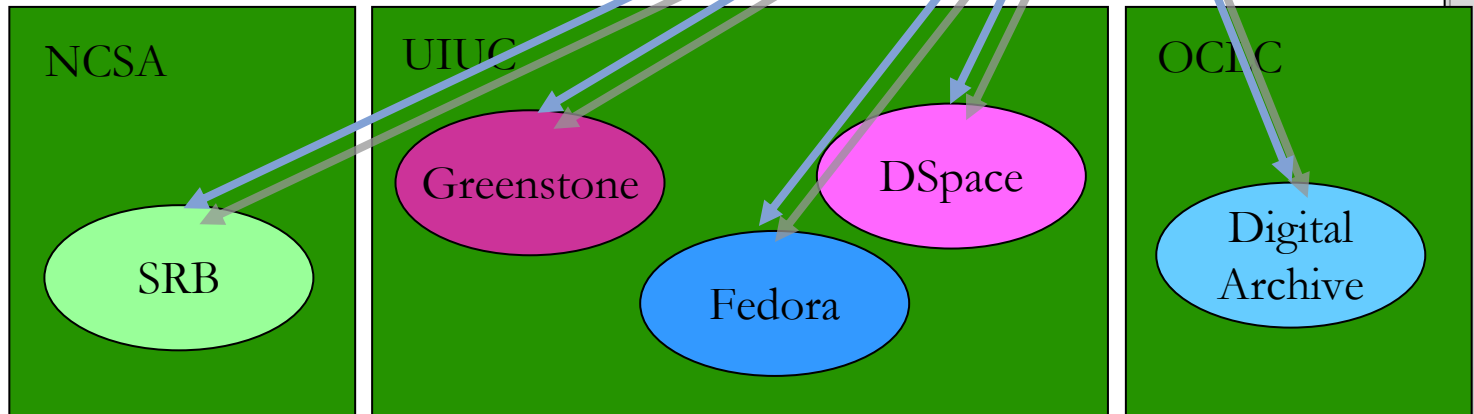 NCSA
UIUC
OCLC
Greenstone
DSpace
SRB
Fedora
Digital
Archive